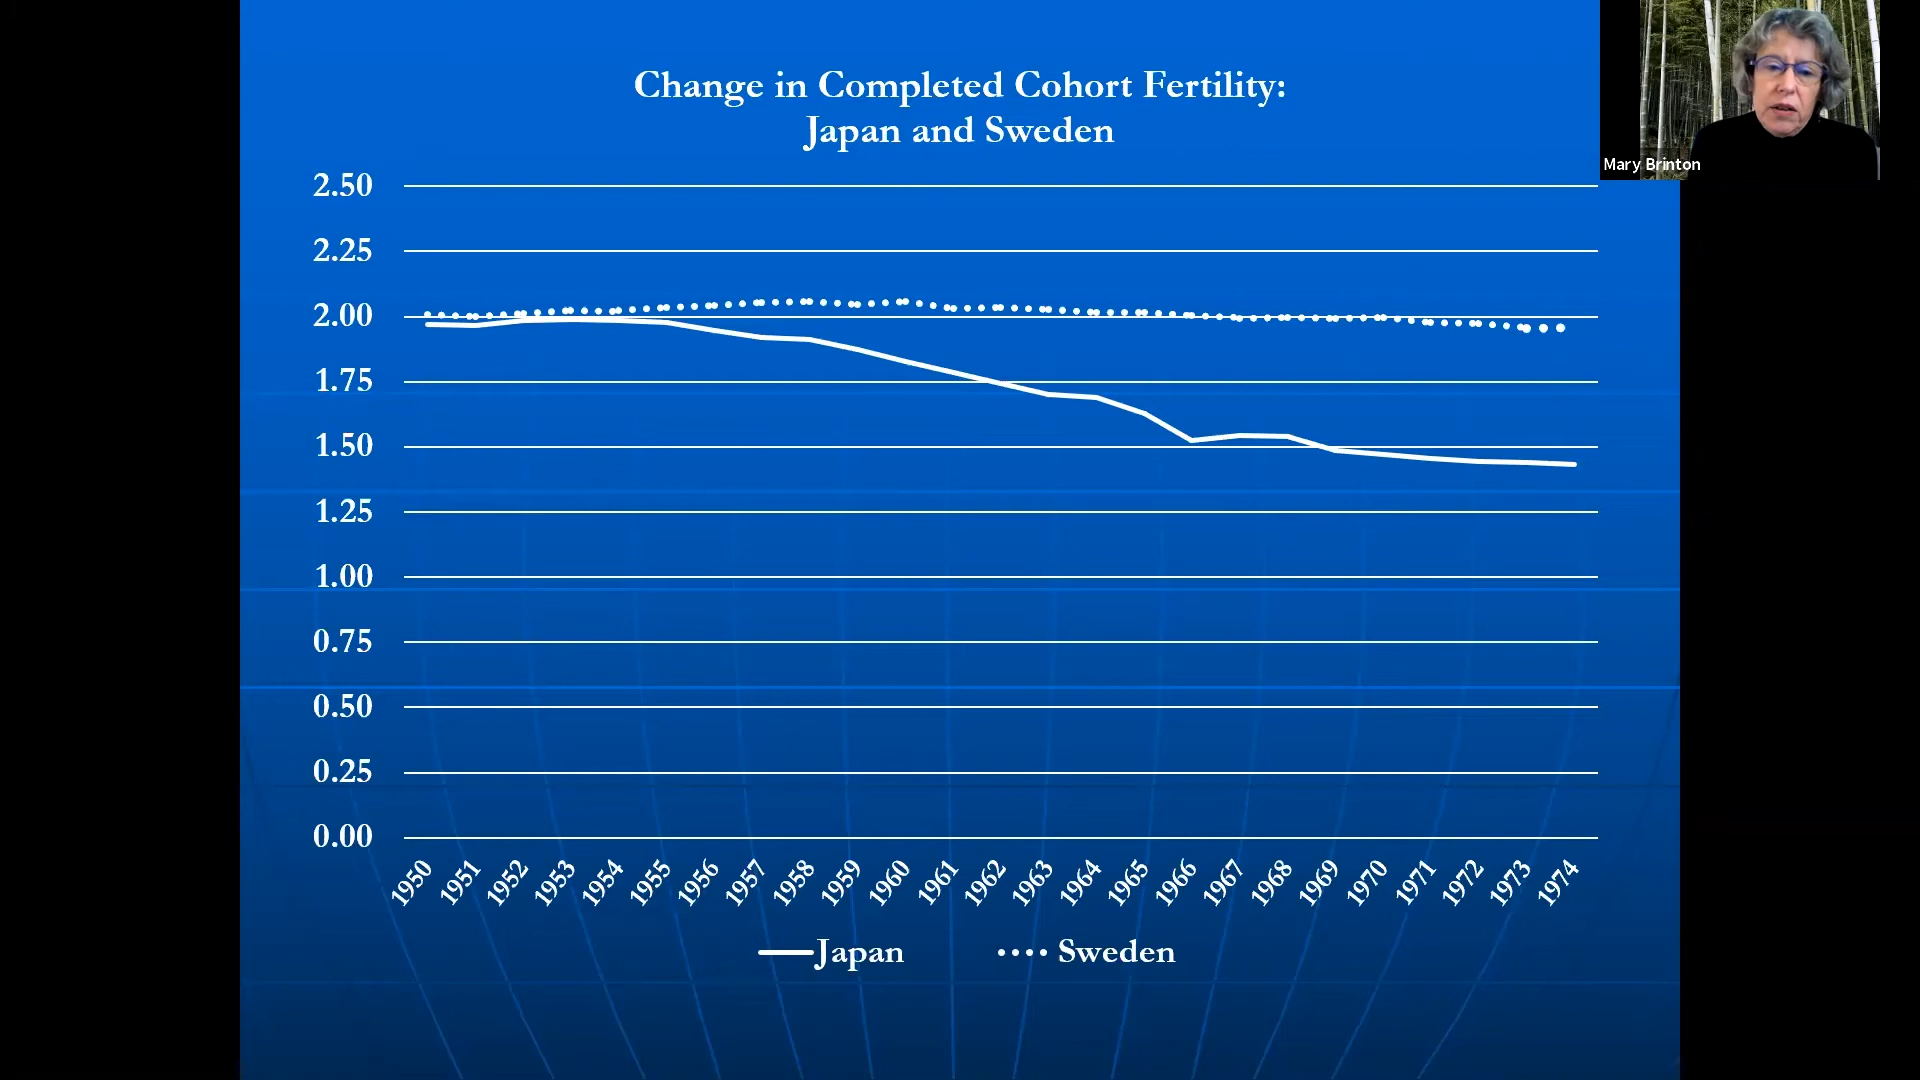 Change in Completed Cohort Fertility:
Japan and Sweden
Mary Brinton
2.50
2.25
2.00
1.75
1.50
1.25
1.00
0.75
0.50
0.25
0.00
1950 1951 1952 1953 1954 1955 1956 1957 1958 1959 1960 1961 1962 1963 1964 1965 1966 1967 1968 1969 1970 1971 1972 1973 1974
Japan Sweden